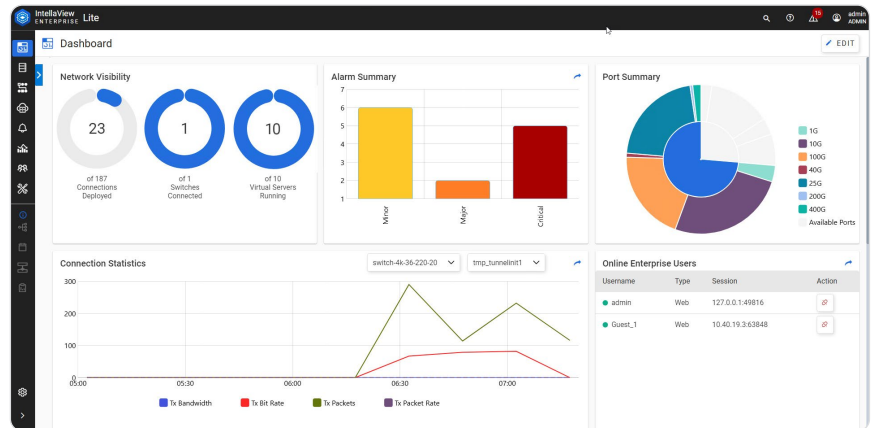 IntellaView
ENTERPRISE Lite
15
admin
ADMIN
Dashboard
EDIT
Network Visibility
23
of 187
Connections
Deployed
1
of 1
Switches
Connected
10
of 10
Virtual Servers
Running
Alarm Summary
7
6
5
4
3
2
1
Minor
Major
Critical
Port Summary
1G
10G
100G
40G
25G
200G
400G
Available Ports
Connection Statistics
switch-4k-36-220-20
tmp_tunnelinit1
300
200
100
0
05:00 05:30 06:00 06:30 07:00
Tx Bandwidth Tx Bit Rate Tx Packets Tx Packet Rate
Online Enterprise Users
Username Type Session Action
admin Web 127.0.0.1:49816
Guest_1 Web 10.40.19.3:63848